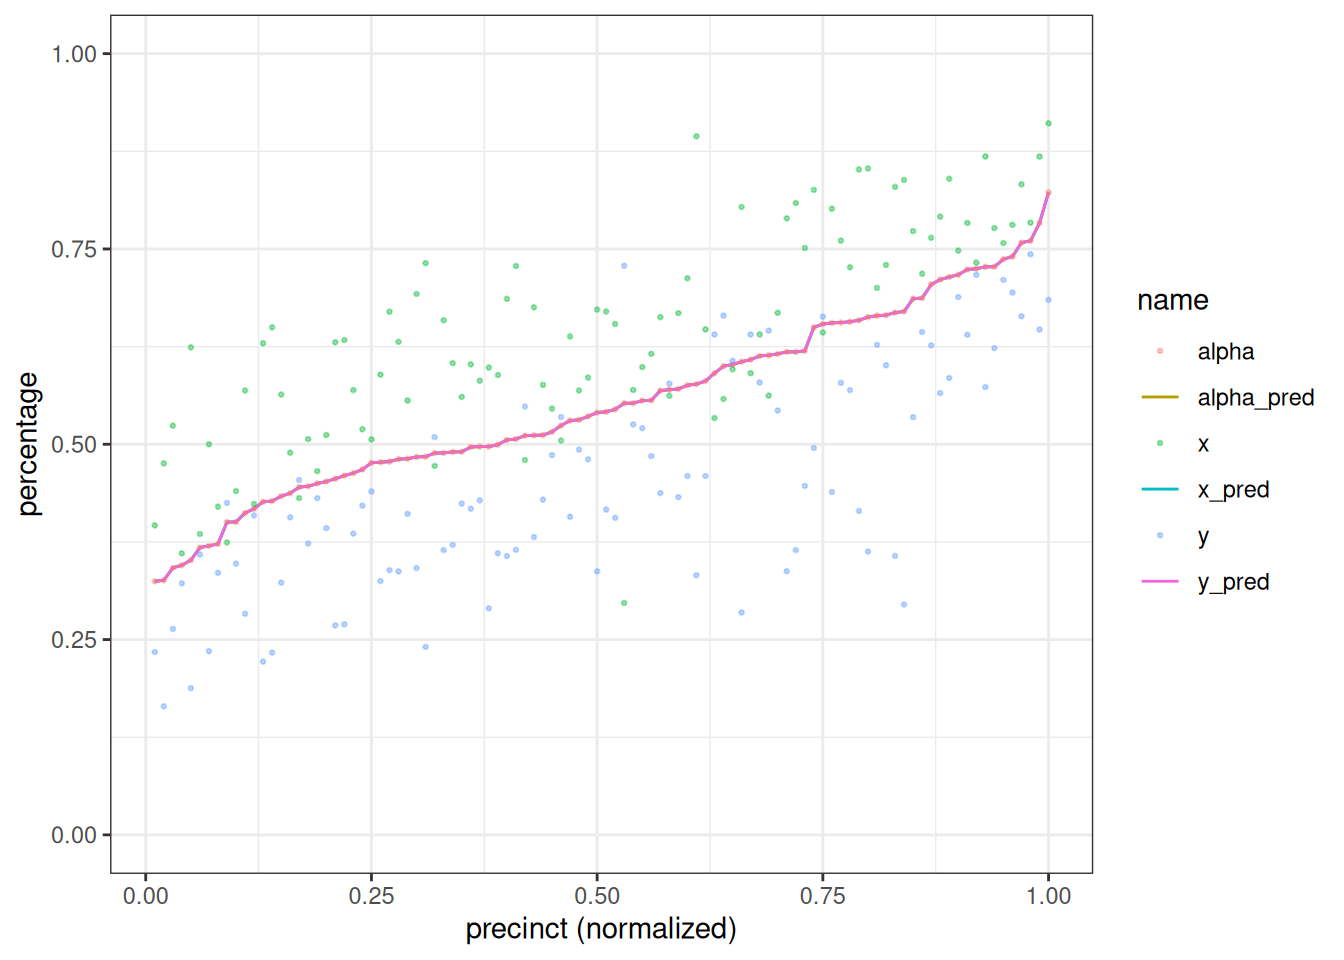 1.00
0.75
0.50
0.25
0.00
percentage
0.00 0.25 0.50 0.75 1.00
precinct (normalized)
name
alpha
alpha_pred
x
x_pred
y
y_pred